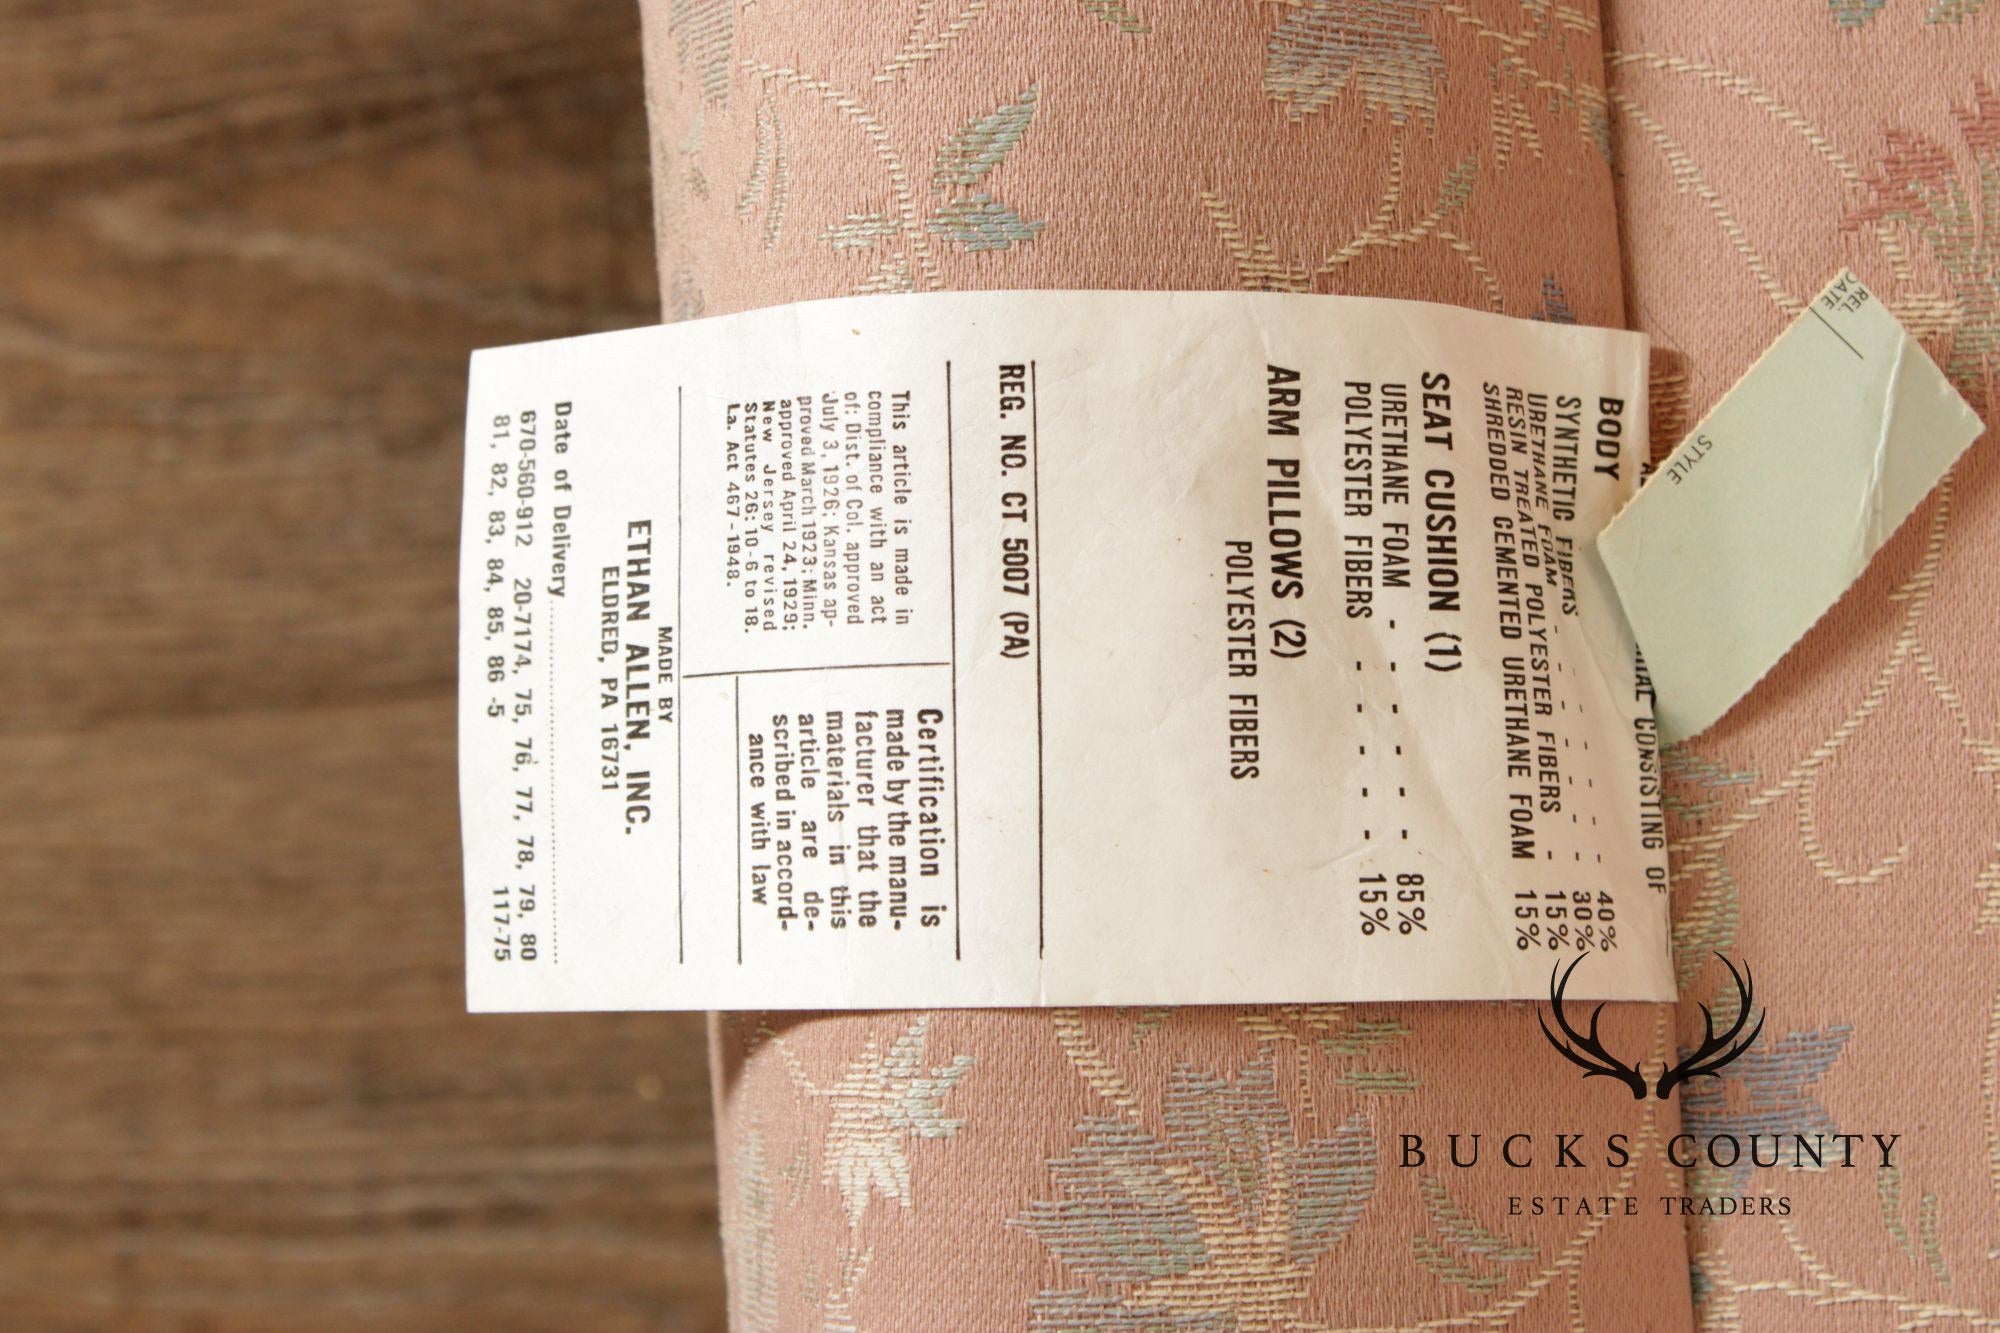 MATERIAL CONSISTING OF
BODY
SYNTHETIC FIBERS - - - - - - 40%
URETHANE FOAM - - - - - - 30%
RESIN TREATED POLYESTER FIBERS - 15%
SHREDDED CEMENTED URETHANE FOAM 15%
SEAT CUSHION (1)
URETHANE FOAM - - - - - - 85%
POLYESTER FIBERS - - - - - 15%
ARM PILLOWS (2)
POLYESTER FIBERS
REG. NO. CT 5007 (PA)
This article is made in
compliance with an act
of: Dist. of Col. approved
July 3, 1926; Kansas ap-
proved March 1923; Minn.
approved April 24, 1929;
New Jersey revised
Statutes 26:10-6 to 18.
La. Act 467-1948.
Certification is
made by the manu-
facturer that the
materials in this
article are de-
scribed in accord-
ance with law
MADE BY
ETHAN ALLEN, INC.
ELDRED, PA 16731
Date of Delivery
670-560-912 20-7174, 75, 76, 77, 78, 79, 80
81, 82, 83, 84, 85, 86 -5 117-75
REL.
DATE
STYLE
BUCKS COUNTY
ESTATE TRADERS